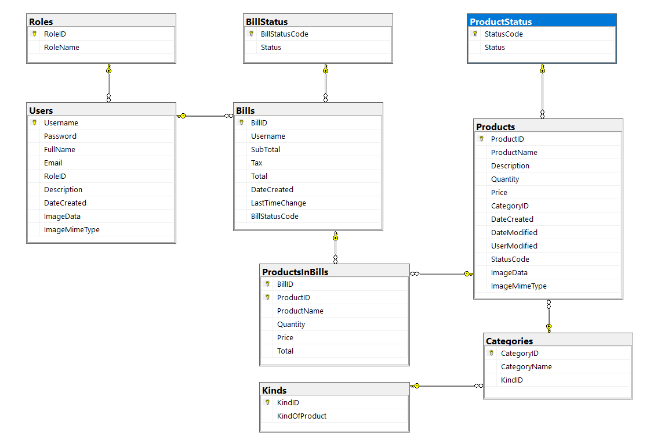 Roles
RoleID
RoleName
BillStatus
BillStatusCode
Status
ProductStatus
StatusCode
Status
Users
Username
Password
FullName
Email
RoleID
Description
DateCreated
ImageData
ImageMimeType
Bills
BillID
Username
SubTotal
Tax
Total
DateCreated
LastTimeChange
BillStatusCode
Products
ProductID
ProductName
Description
Quantity
Price
CategoryID
DateCreated
DateModified
UserModified
StatusCode
ImageData
ImageMimeType
ProductsInBills
BillID
ProductID
ProductName
Quantity
Price
Total
Categories
CategoryID
CategoryName
KindID
Kinds
KindID
KindOfProduct